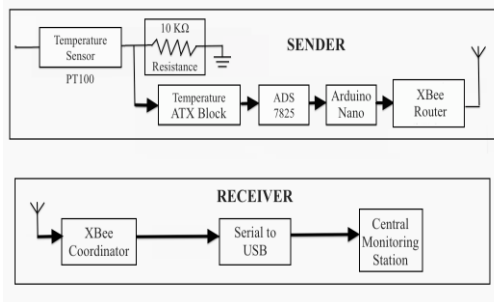 10 KΩ
Temperature
Sensor
SENDER
Resistance
PT100
Temperature
ATX Block
ADS
7825
Arduino
Nano
XBee
Router
RECEIVER
XBee
Coordinator
Serial to
USB
Central
Monitoring
Station